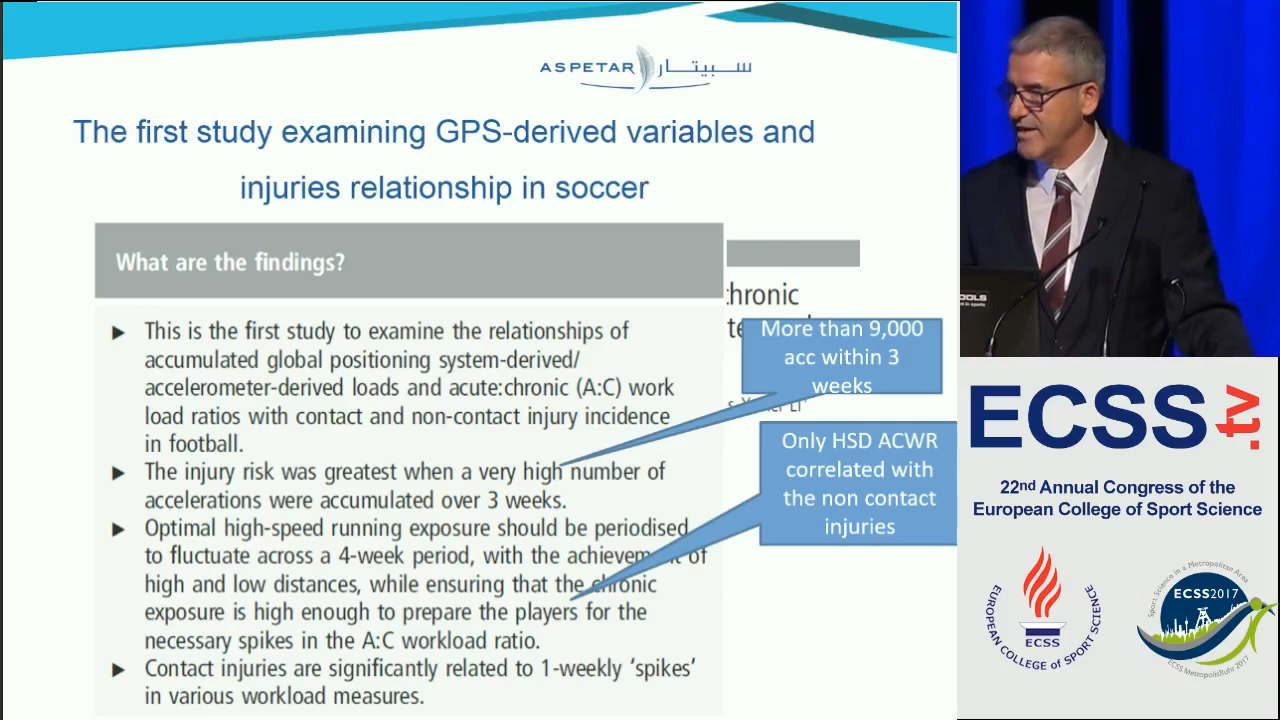 ASPETAR سبيتار
The first study examining GPS-derived variables and
injuries relationship in soccer
What are the findings?
► This is the first study to examine the relationships of
accumulated global positioning system-derived/
accelerometer-derived loads and acute:chronic (A:C) work
load ratios with contact and non-contact injury incidence
in football.
► The injury risk was greatest when a very high number of
accelerations were accumulated over 3 weeks.
► Optimal high-speed running exposure should be periodised
to fluctuate across a 4-week period, with the achievement of
high and low distances, while ensuring that the chronic
exposure is high enough to prepare the players for the
necessary spikes in the A:C workload ratio.
► Contact injuries are significantly related to 1-weekly ‘spikes’
in various workload measures.
More than 9,000
acc within 3
weeks
Only HSD ACWR
correlated with
the non contact
injuries
ECSS.tv
22nd Annual Congress of the
European College of Sport Science
EUROPEAN COLLEGE OF SPORT SCIENCE
ECSS
Sport Science in a Metropolitan Area
ECSS2017
ECSS MetropolisRuhr 2017